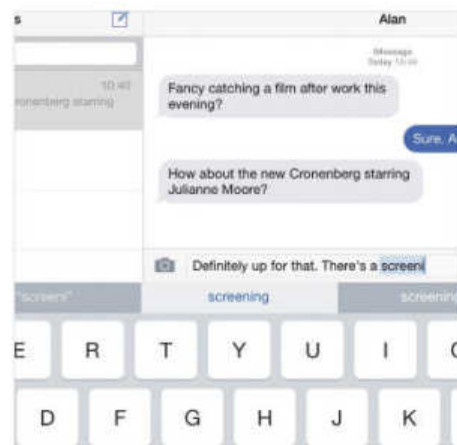 s
Alan
iMessage
Today 10:39
10:40
Cronenberg starring
Fancy catching a film after work this
evening?
Sure. A
How about the new Cronenberg starring
Julianne Moore?
Definitely up for that. There's a screeni
"screeni" screening screening
E R T Y U I
D F G H J K